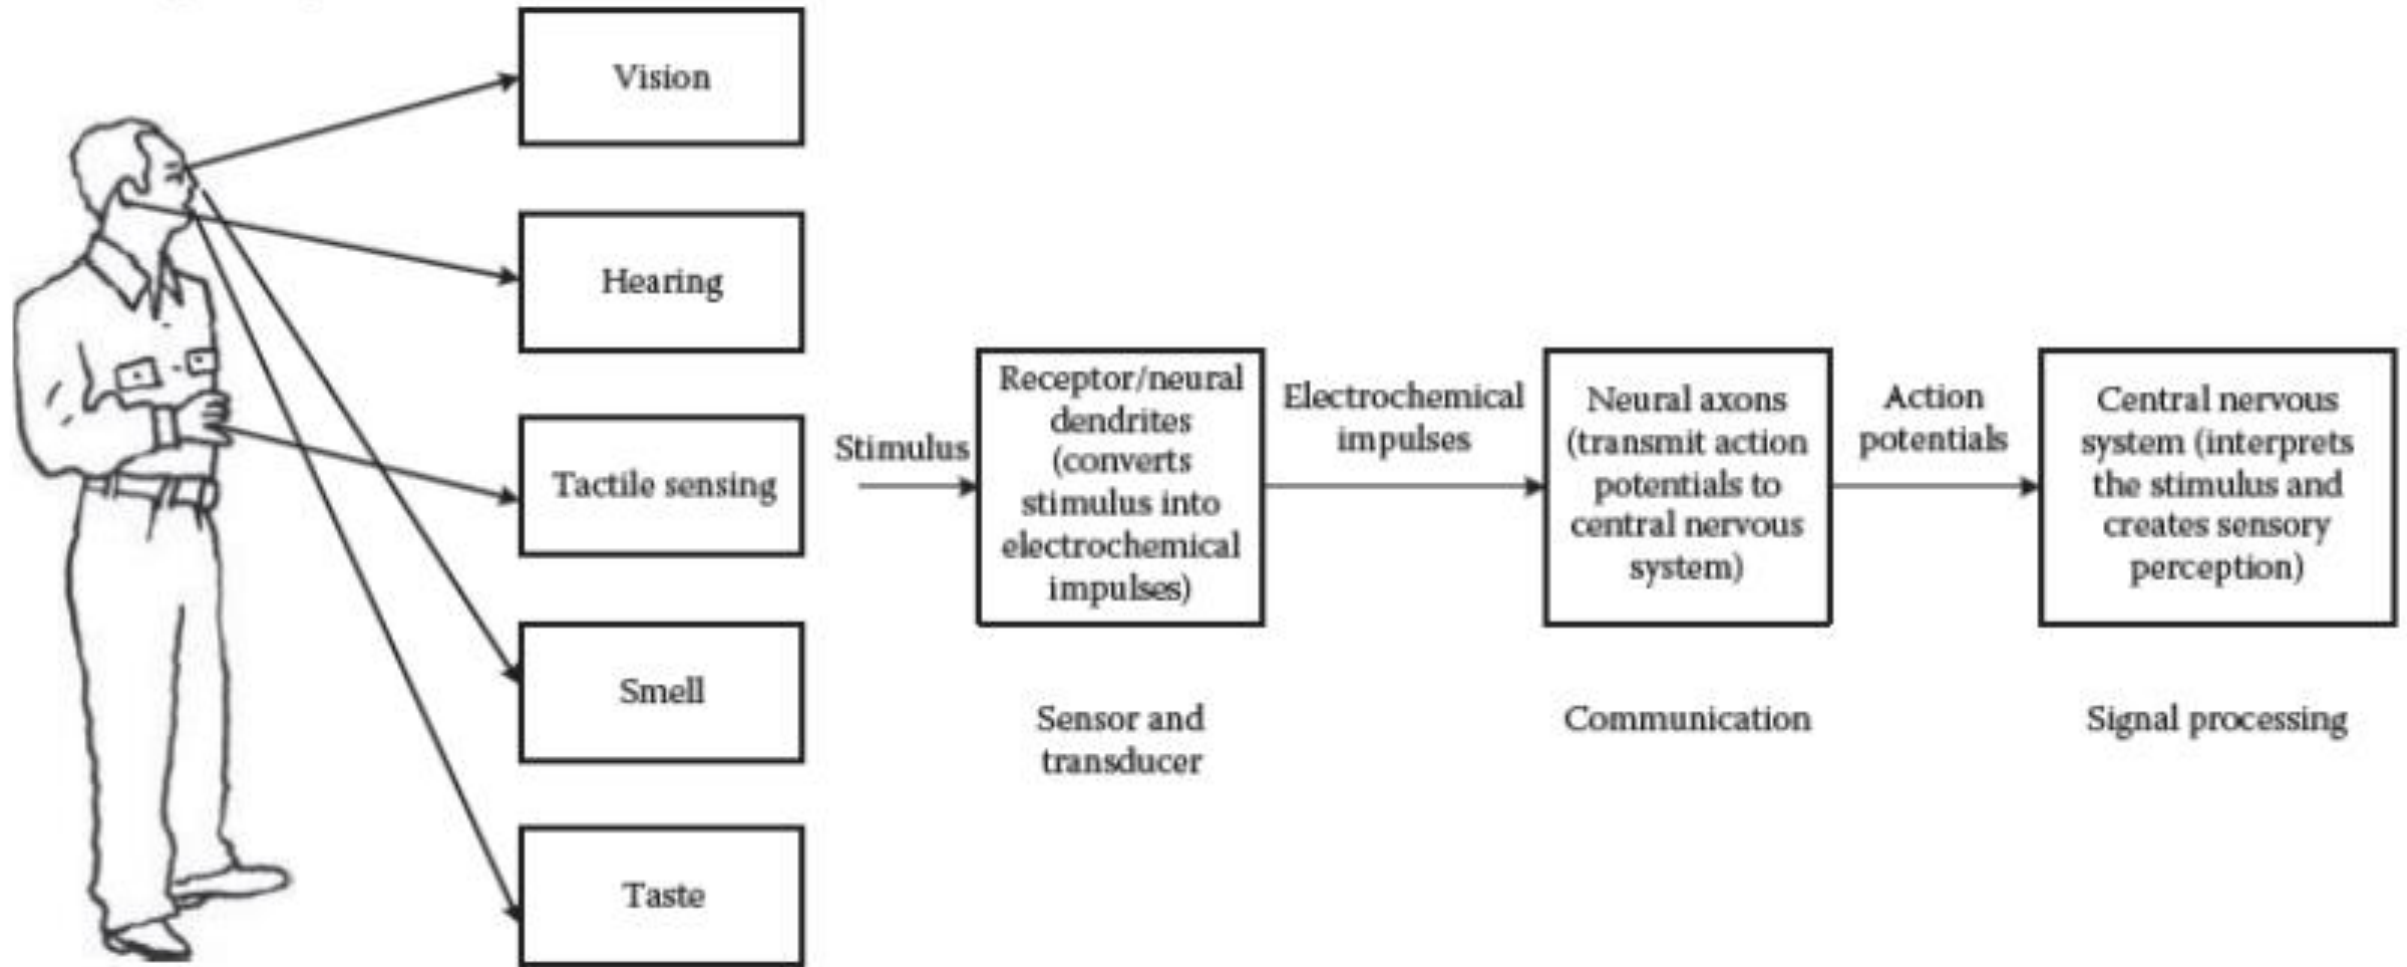 Vision
Hearing
Tactile sensing
Smell
Taste
Stimulus
Receptor/neural
dendrites
(converts
stimulus into
electrochemical
impulses)
Sensor and
transducer
Electrochemical
impulses
Neural axons
(transmit action
potentials to
central nervous
system)
Communication
Action
potentials
Central nervous
system (interprets
the stimulus and
creates sensory
perception)
Signal processing